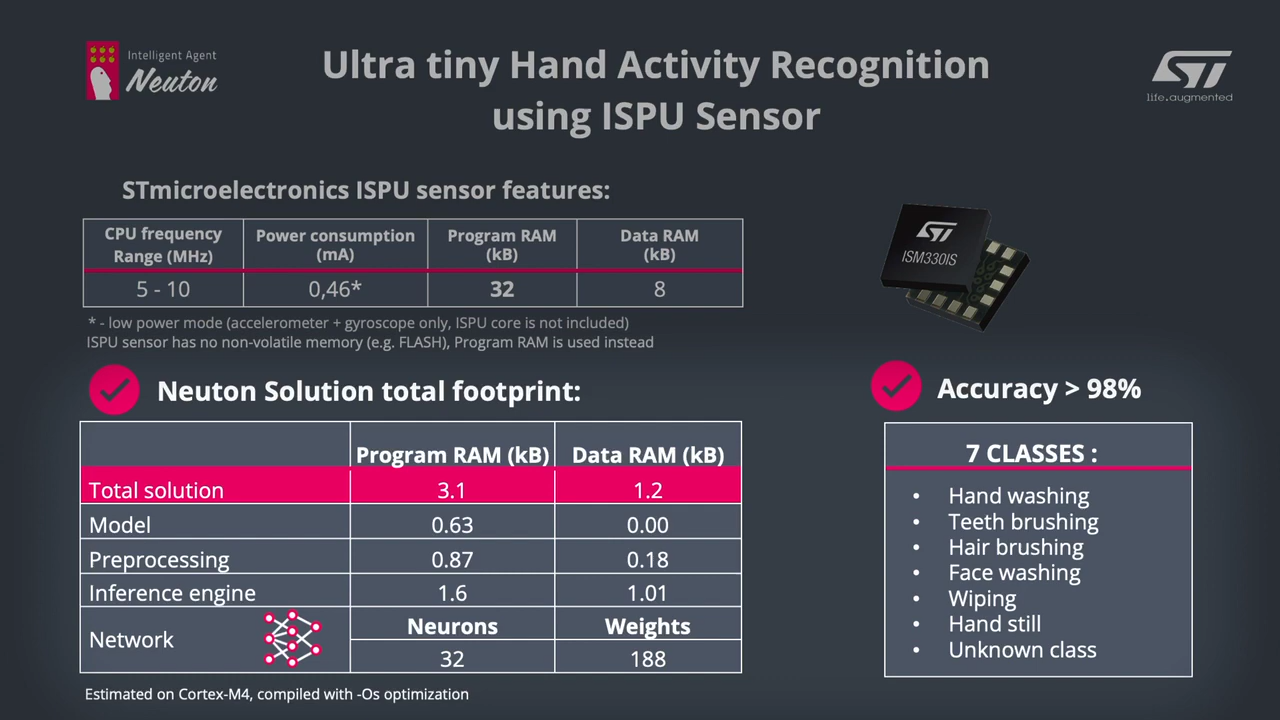 Intelligent Agent
Neuton
Ultra tiny Hand Activity Recognition
using ISPU Sensor
ST
life.augmented
STmicroelectronics ISPU sensor features:
CPU frequency Range (MHz) Power consumption (mA) Program RAM (kB) Data RAM (kB)
5 - 10 0,46* 32 8
* - low power mode (accelerometer + gyroscope only, ISPU core is not included)
ISPU sensor has no non-volatile memory (e.g. FLASH), Program RAM is used instead
ST
ISM330IS
Neuton Solution total footprint:
Program RAM (kB) Data RAM (kB)
Total solution 3.1 1.2
Model 0.63 0.00
Preprocessing 0.87 0.18
Inference engine 1.6 1.01
Network Neurons Weights
32 188
Estimated on Cortex-M4, compiled with -Os optimization
Accuracy > 98%
7 CLASSES :
• Hand washing
• Teeth brushing
• Hair brushing
• Face washing
• Wiping
• Hand still
• Unknown class